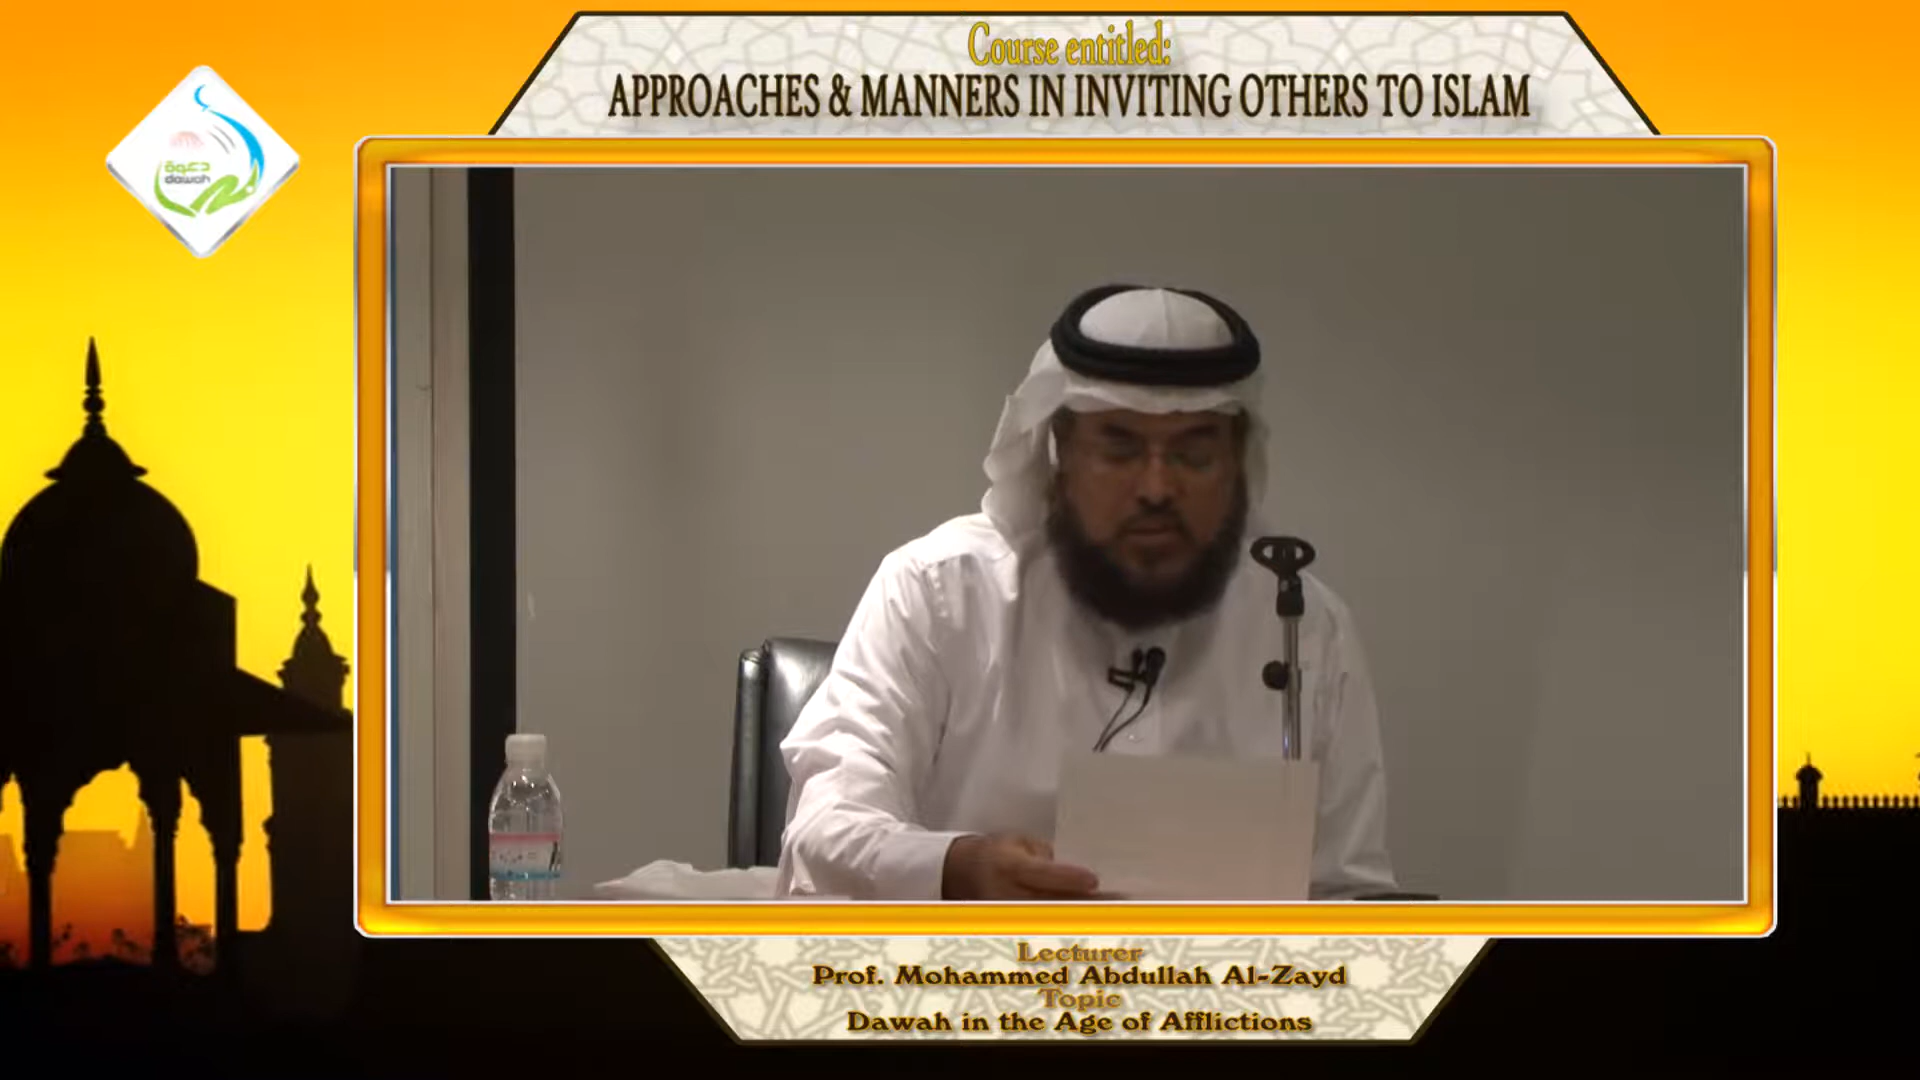 Course entitled:
APPROACHES & MANNERS IN INVITING OTHERS TO ISLAM
دعوة
dawah
Lecturer
Prof. Mohammed Abdullah Al-Zayd
Topic
Dawah in the Age of Afflictions